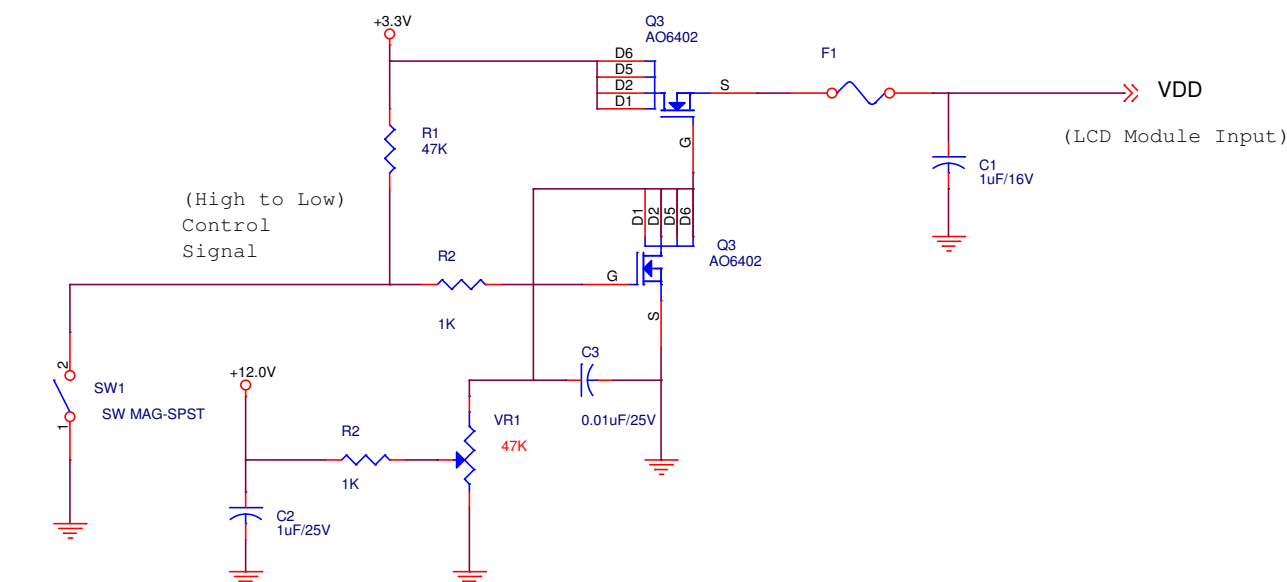 +3.3V
Q3
AO6402
F1
D6
D5
D2
D1
S
VDD
(LCD Module Input)
G
R1
47K
C1
1uF/16V
(High to Low)
Control
Signal
D1
D2
D5
D6
Q3
AO6402
R2
G
1K
S
C3
2
+12.0V
SW1
SW MAG-SPST
1
0.01uF/25V
VR1
47K
R2
1K
C2
1uF/25V